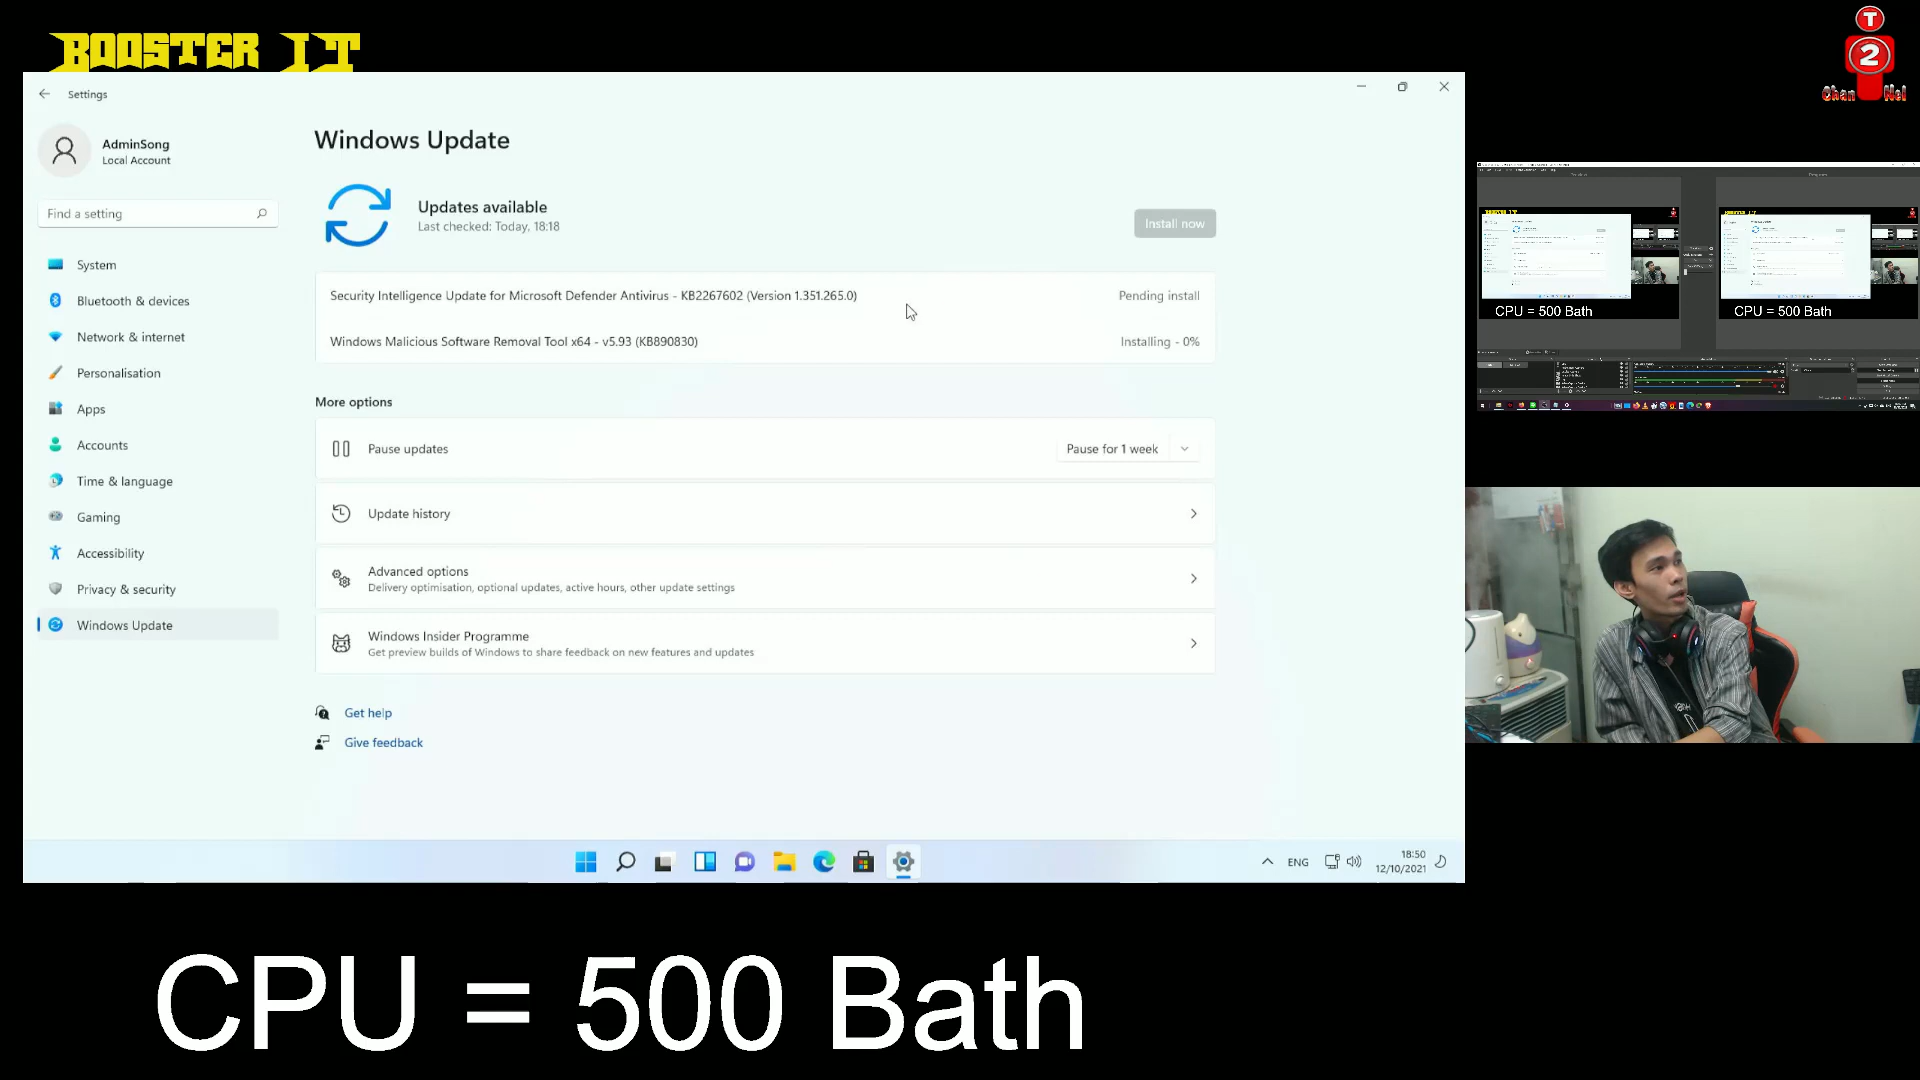 BOOSTER IT
T
2
Chan Nel
Settings
AdminSong
Local Account
Find a setting
System
Bluetooth & devices
Network & internet
Personalisation
Apps
Accounts
Time & language
Gaming
Accessibility
Privacy & security
Windows Update
Windows Update
Updates available
Last checked: Today, 18:18
Install now
Security Intelligence Update for Microsoft Defender Antivirus - KB2267602 (Version 1.351.265.0)
Pending install
Windows Malicious Software Removal Tool x64 - v5.93 (KB890830)
Installing - 0%
More options
Pause updates
Pause for 1 week
Update history
Advanced options
Delivery optimisation, optional updates, active hours, other update settings
Windows Insider Programme
Get preview builds of Windows to share feedback on new features and updates
Get help
Give feedback
ENG
18:50
12/10/2021
CPU = 500 Bath
CPU = 500 Bath
CPU = 500 Bath